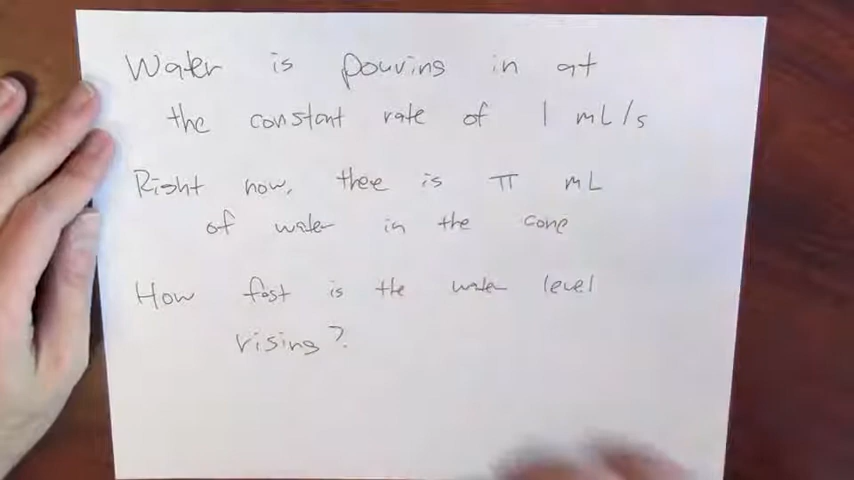 Water is pouring in at
the constant rate of 1 mL/s
Right now, there is π mL
of water in the cone
How fast is the water level
rising?